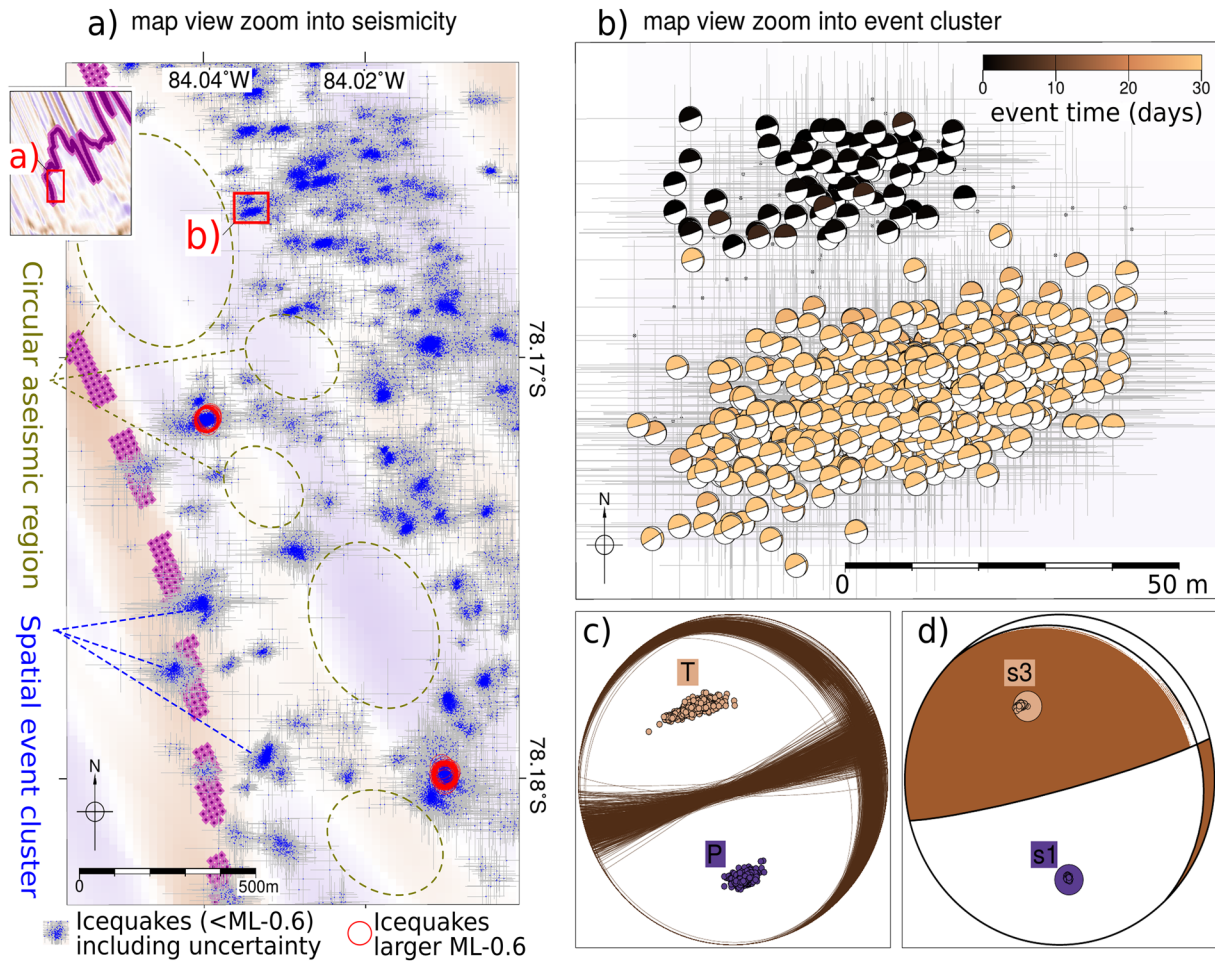 a) map view zoom into seismicity
84.04°W
84.02°W
a)
b)
Circular aseismic region
Spatial event cluster
78.17°S
78.18°S
N
0
500m
Icequakes (<ML-0.6)
including uncertainty
Icequakes
larger ML-0.6
b) map view zoom into event cluster
0
10
20
30
event time (days)
N
0
50 m
c)
T
P
d)
s3
s1